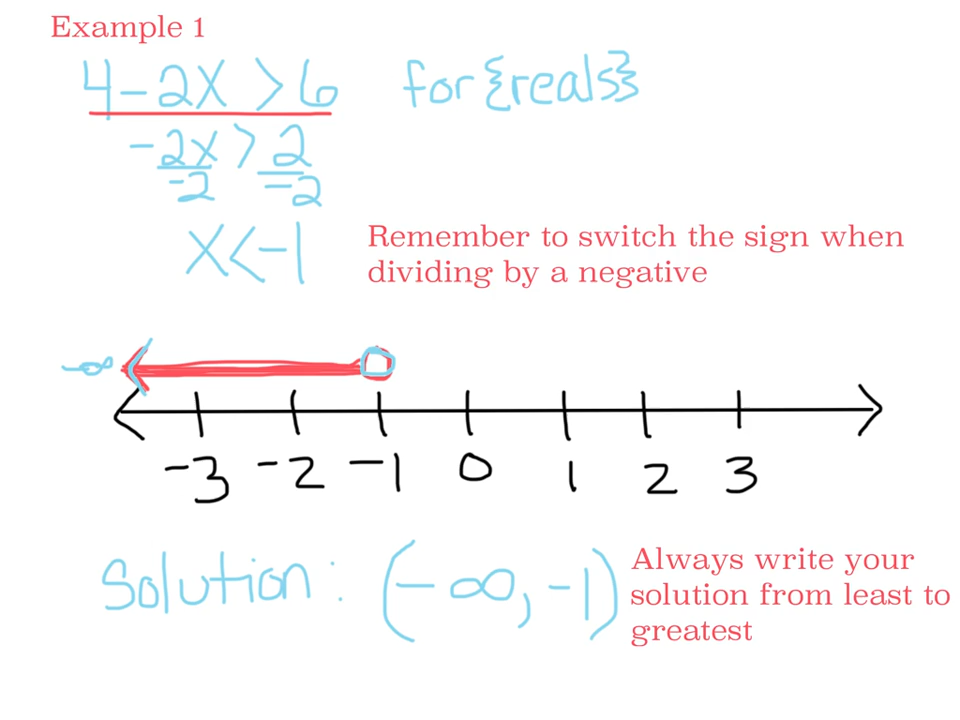 Example 1
4-2x >6 for {reals}
-2x > 2
-2 -2
x<-1
Remember to switch the sign when
dividing by a negative
-∞
-3 -2 -1 0 1 2 3
Solution: (-∞, -1)
Always write your
solution from least to
greatest